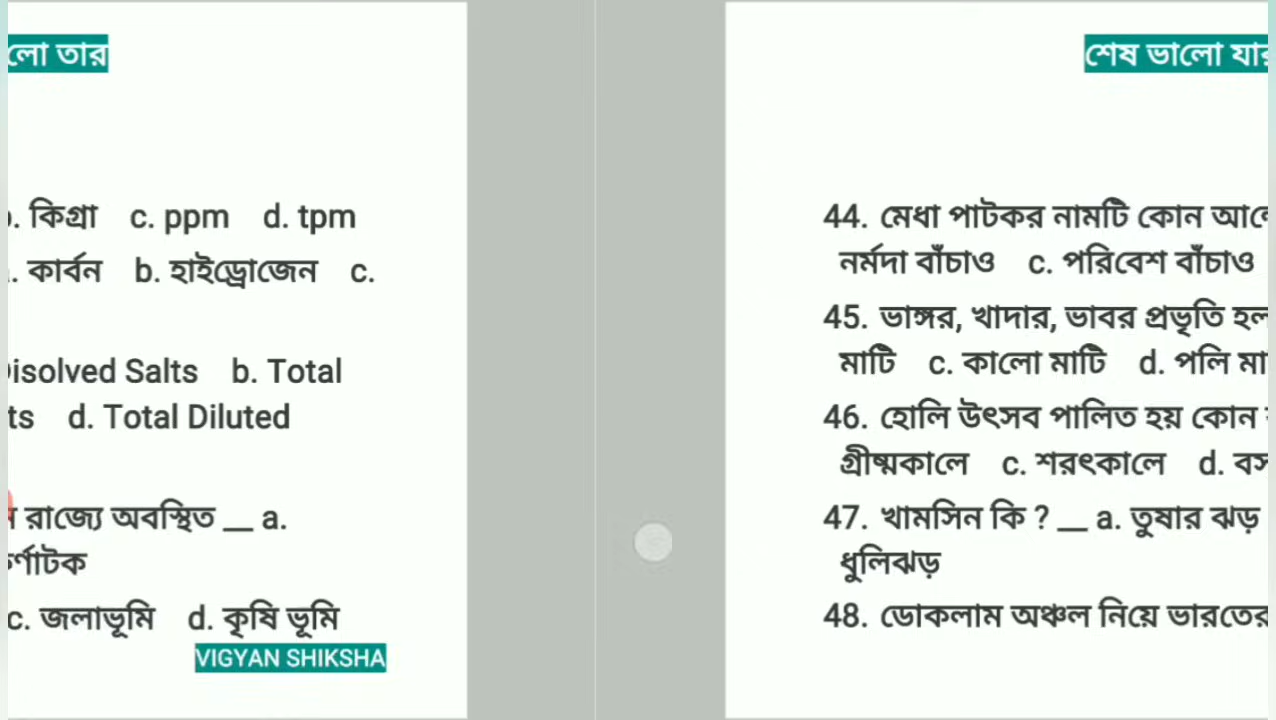 লো তার
কিগ্রা c. ppm d. tpm
কার্বন b. হাইড্রোজেন c.
isolved Salts b. Total
ts d. Total Diluted
রাজ্যে অবস্থিত __ a.
র্ণাটক
c. জলাভূমি d. কৃষি ভূমি
VIGYAN SHIKSHA
শেষ ভালো যার
44. মেধা পাটকর নামটি কোন
নর্মদা বাঁচাও c. পরিবেশ বাঁচাও
45. ভাঙ্গর, খাদার, ভাবর প্রভৃতি হল
মাটি c. কালো মাটি d. পলি মা
46. হোলি উৎসব পালিত হয় কোন
গ্রীষ্মকালে c. শরৎকালে d. বস
47. খামসিন কি ? __ a. তুষার ঝড়
ধুলিঝড়
48. ডোকলাম অঞ্চল নিয়ে ভারতের